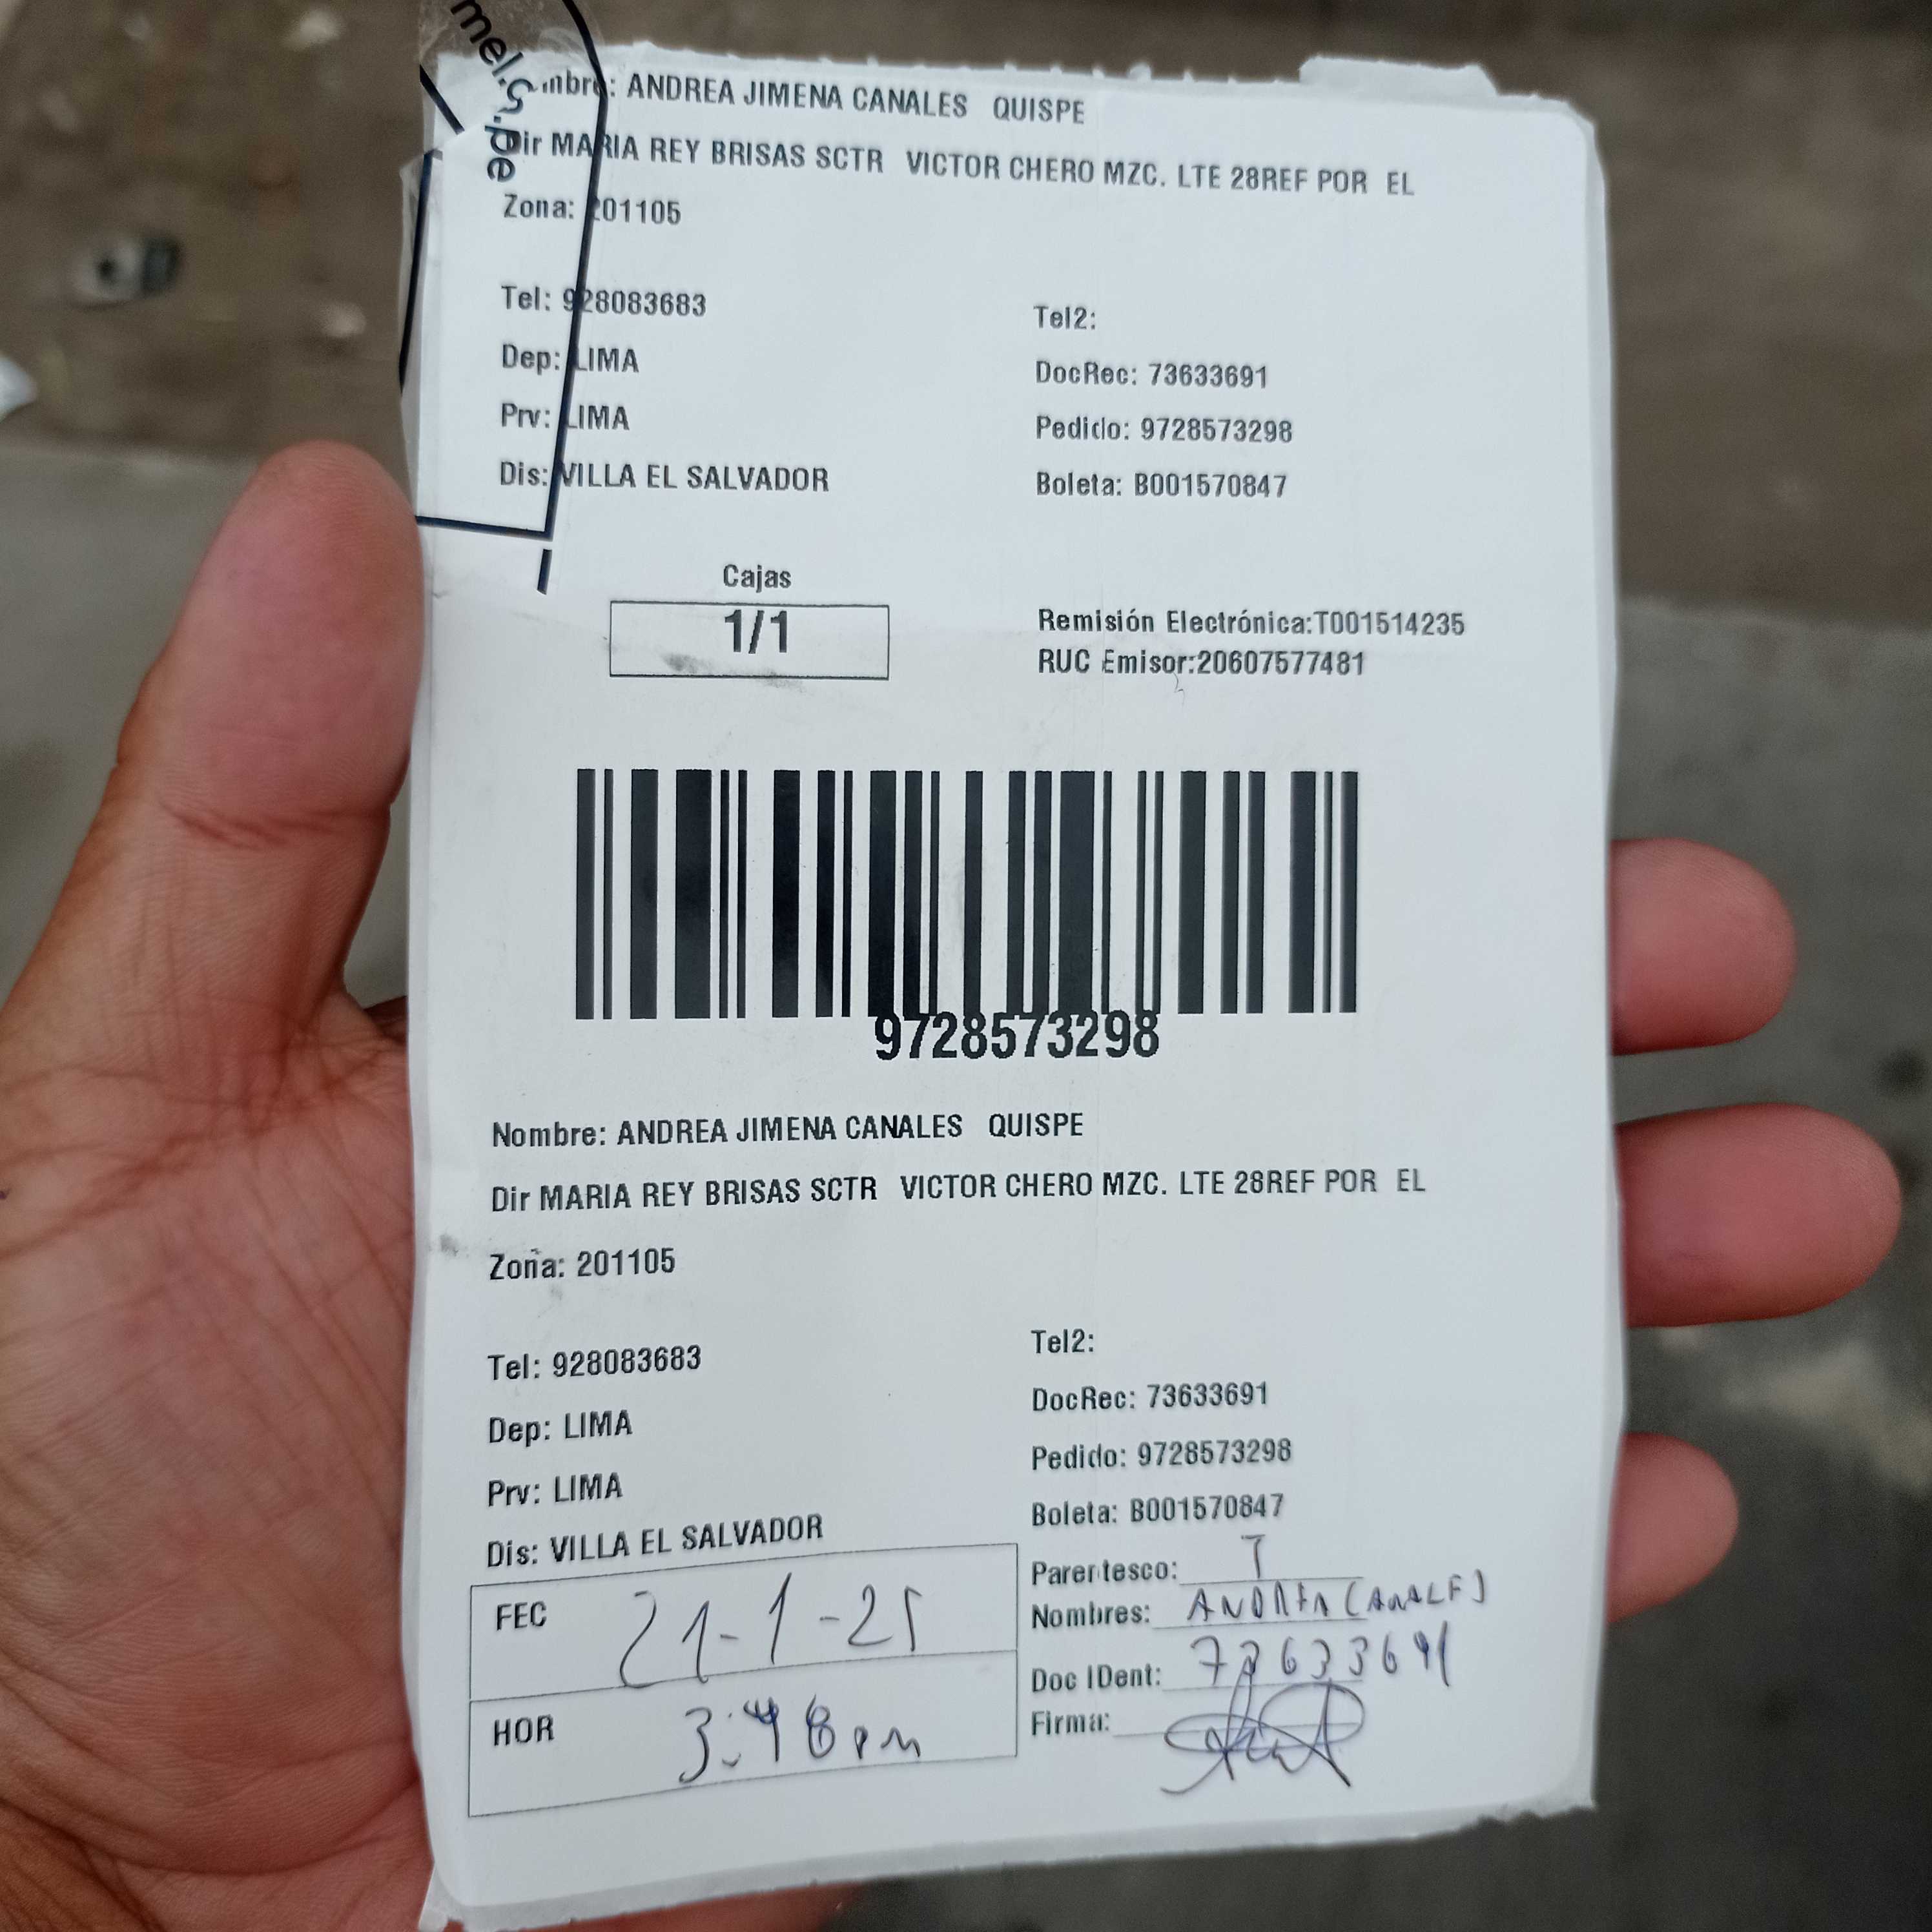 mel.s.pe
mbre: ANDREA JIMENA CANALES QUISPE
Dir MARIA REY BRISAS SCTR VICTOR CHERO MZC. LTE 28REF POR EL
Zona: 201105
Tel: 928083683
Tel2:
Dep: LIMA
DocRec: 73633691
Prv: LIMA
Pedido: 9728573298
Dis: VILLA EL SALVADOR
Boleta: B001570847
Cajas
1/1
Remisión Electrónica:T001514235
RUC Emisor:20607577481
9728573298
Nombre: ANDREA JIMENA CANALES QUISPE
Dir MARIA REY BRISAS SCTR VICTOR CHERO MZC. LTE 28REF POR EL
Zona: 201105
Tel: 928083683
Tel2:
Dep: LIMA
DocRec: 73633691
Prv: LIMA
Pedido: 9728573298
Dis: VILLA EL SALVADOR
Boleta: B001570847
FEC 21-1-25
HOR 3:48pm
Parentesco: T
Nombres: ANDREA CANALES
Doc IDent: 73633691
Firma: